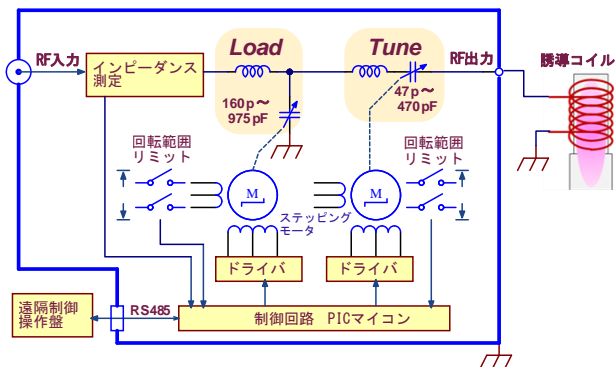 Load
Tune
RF入力
インピーダンス
測定
RF出力
誘導コイル
160p～
975pF
47p～
470pF
回転範囲
リミット
回転範囲
リミット
M
M
ステッピング
モータ
ドライバ
ドライバ
遠隔制御
操作盤
RS485
制御回路 PICマイコン